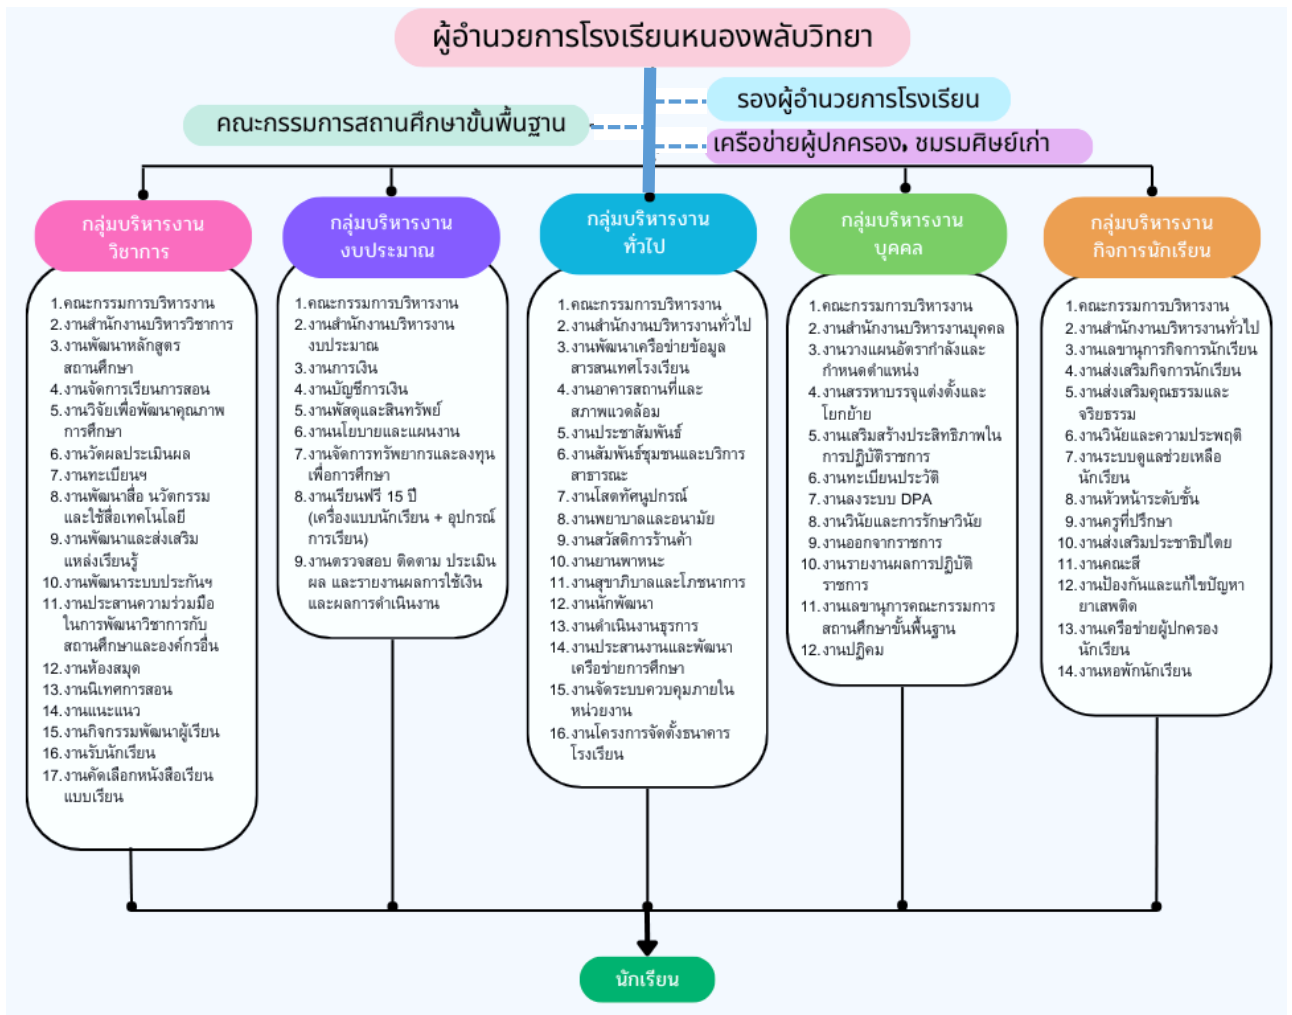 ผู้อำนวยการโรงเรียนหนองพลับวิทยา
รองผู้อำนวยการโรงเรียน
คณะกรรมการสถานศึกษาขั้นพื้นฐาน
เครือข่ายผู้ปกครอง, ชมรมศิษย์เก่า
กลุ่มบริหารงาน
วิชาการ
1.คณะกรรมการบริหารงาน
2.งานสำนักงานบริหารวิชาการ
3.งานพัฒนาหลักสูตร
สถานศึกษา
4.งานจัดการเรียนการสอน
5.งานวิจัยเพื่อพัฒนาคุณภาพ
การศึกษา
6.งานวัดผลประเมินผล
7.งานทะเบียนฯ
8.งานพัฒนาสื่อ นวัตกรรม
และใช้สื่อเทคโนโลยี
9.งานพัฒนาและส่งเสริม
แหล่งเรียนรู้
10.งานพัฒนาระบบประกันฯ
11.งานประสานความร่วมมือ
ในการพัฒนาวิชาการกับ
สถานศึกษาและองค์กรอื่น
12.งานห้องสมุด
13.งานนิเทศการสอน
14.งานแนะแนว
15.งานกิจกรรมพัฒนาผู้เรียน
16.งานรับนักเรียน
17.งานคัดเลือกหนังสือเรียน
แบบเรียน
กลุ่มบริหารงาน
งบประมาณ
1.คณะกรรมการบริหารงาน
2.งานสำนักงานบริหารงาน
งบประมาณ
3.งานการเงิน
4.งานบัญชีการเงิน
5.งานพัสดุและสินทรัพย์
6.งานนโยบายและแผนงาน
7.งานจัดการทรัพยากรและลงทุน
เพื่อการศึกษา
8.งานเรียนฟรี 15 ปี
(เครื่องแบบนักเรียน + อุปกรณ์
การเรียน)
9.งานตรวจสอบ ติดตาม ประเมิน
ผล และรายงานผลการใช้เงิน
และผลการดำเนินงาน
กลุ่มบริหารงาน
ทั่วไป
1.คณะกรรมการบริหารงาน
2.งานสำนักงานบริหารงานทั่วไป
3.งานพัฒนาเครือข่ายข้อมูล
สารสนเทศโรงเรียน
4.งานอาคารสถานที่และ
สภาพแวดล้อม
5.งานประชาสัมพันธ์
6.งานสัมพันธ์ชุมชนและบริการ
สาธารณะ
7.งานโสตทัศนูปกรณ์
8.งานพยาบาลและอนามัย
9.งานสวัสดิการร้านค้า
10.งานยานพาหนะ
11.งานสุขาภิบาลและโภชนาการ
12.งานนักพัฒนา
13.งานดำเนินงานธุรการ
14.งานประสานงานและพัฒนา
เครือข่ายการศึกษา
15.งานจัดระบบควบคุมภายใน
หน่วยงาน
16.งานโครงการจัดตั้งธนาคาร
โรงเรียน
กลุ่มบริหารงาน
บุคคล
1.คณะกรรมการบริหารงาน
2.งานสำนักงานบริหารงานบุคคล
3.งานวางแผนอัตรากำลังและ
กำหนดตำแหน่ง
4.งานสรรหาบรรจุแต่งตั้งและ
โยกย้าย
5.งานเสริมสร้างประสิทธิภาพใน
การปฏิบัติราชการ
6.งานทะเบียนประวัติ
7.งานลงระบบ DPA
8.งานวินัยและการรักษาวินัย
9.งานออกจากราชการ
10.งานรายงานผลการปฏิบัติ
ราชการ
11.งานเลขานุการคณะกรรมการ
สถานศึกษาขั้นพื้นฐาน
12.งานปฏิคม
กลุ่มบริหารงาน
กิจการนักเรียน
1.คณะกรรมการบริหารงาน
2.งานสำนักงานบริหารงานทั่วไป
3.งานเลขานุการกิจการนักเรียน
4.งานส่งเสริมกิจการนักเรียน
5.งานส่งเสริมคุณธรรมและ
จริยธรรม
6.งานวินัยและความประพฤติ
7.งานระบบดูแลช่วยเหลือ
นักเรียน
8.งานหัวหน้าระดับชั้น
9.งานครูที่ปรึกษา
10.งานส่งเสริมประชาธิปไตย
11.งานคณะสี
12.งานป้องกันและแก้ไขปัญหา
ยาเสพติด
13.งานเครือข่ายผู้ปกครอง
นักเรียน
14.งานหอพักนักเรียน
นักเรียน